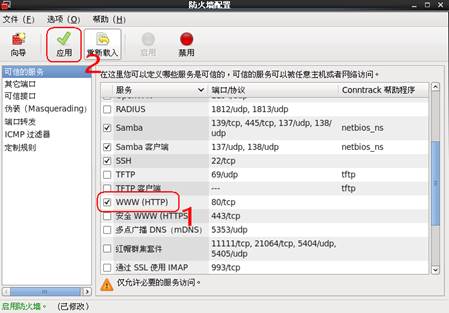 防火墙配置
文件(F) 选项(O) 帮助(H)
向导 应用 重新载入 启用 禁用
2
可信的服务
其它端口
可信接口
伪装 (Masquerading)
端口转发
ICMP 过滤器
定制规则
在这里您可以定义哪些服务是可信的,可信的服务可以被任意主机或者网络访问。
服务 端口/协议 Conntrack 帮助程序
RADIUS 1812/udp, 1813/udp
Samba 139/tcp, 445/tcp, 137/udp, 138/udp netbios_ns
Samba 客户端 137/udp, 138/udp netbios_ns
SSH 22/tcp
TFTP 69/udp tftp
TFTP 客户端 --- tftp
WWW (HTTP) 80/tcp
1
安全 WWW (HTTPS) 443/tcp
多点广播 DNS (mDNS) 5353/udp
红帽群集套件 11111/tcp, 21064/tcp, 5404/udp, 5405/udp
通过 SSL 使用 IMAP 993/tcp
仅允许必要的服务访问。
启用防火墙。 (已修改)